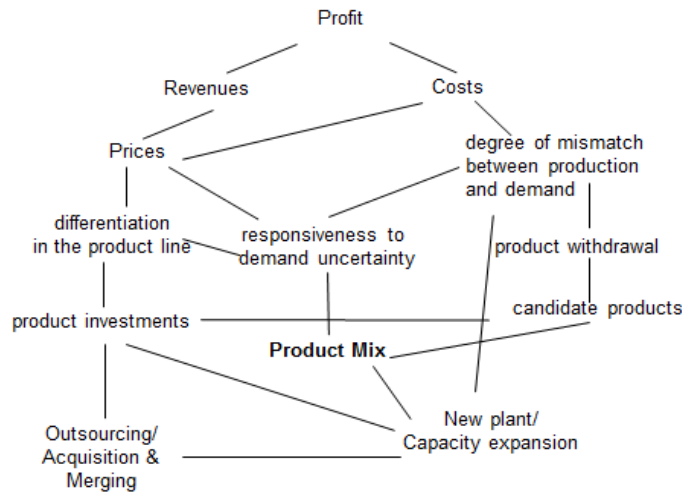 Profit
Revenues
Costs
Prices
degree of mismatch
between production
and demand
differentiation
in the product line
responsiveness to
demand uncertainty
product withdrawal
product investments
candidate products
Product Mix
New plant/
Capacity expansion
Outsourcing/
Acquisition &
Merging